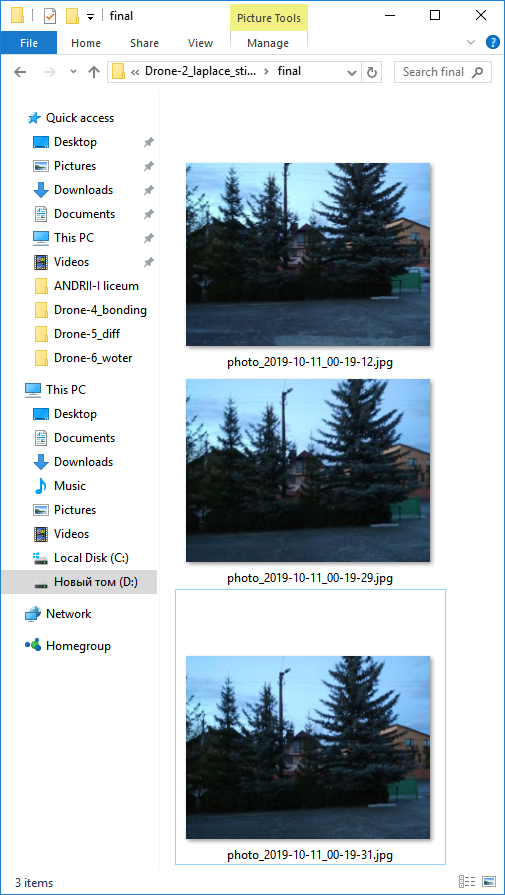 final
Picture Tools
File
Home
Share
View
Manage
?
« Drone-2_laplace_sti... › final
Search final
Quick access
Desktop
Pictures
Downloads
Documents
This PC
Videos
ANDRII-I liceum
Drone-4_bonding
Drone-5_diff
Drone-6_woter
This PC
Desktop
Documents
Downloads
Music
Pictures
Videos
Local Disk (C:)
Новый том (D:)
Network
Homegroup
photo_2019-10-11_00-19-12.jpg
photo_2019-10-11_00-19-29.jpg
photo_2019-10-11_00-19-31.jpg
3 items